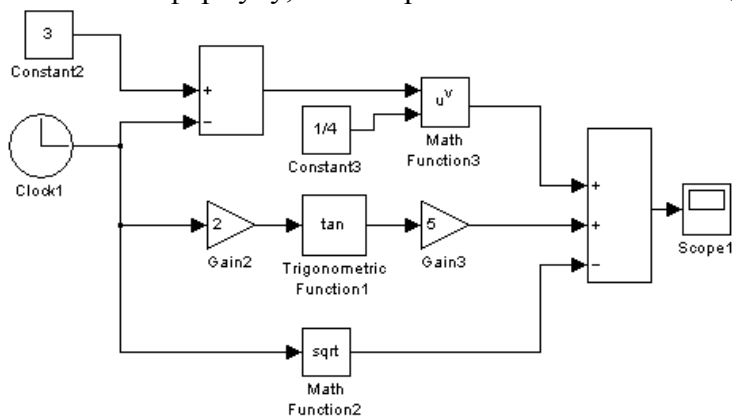 3
Constant2
+
−
Clock1
1/4
Constant3
u^v
Math
Function3
2
Gain2
tan
Trigonometric
Function1
5
Gain3
+
+
−
Scope1
sqrt
Math
Function2